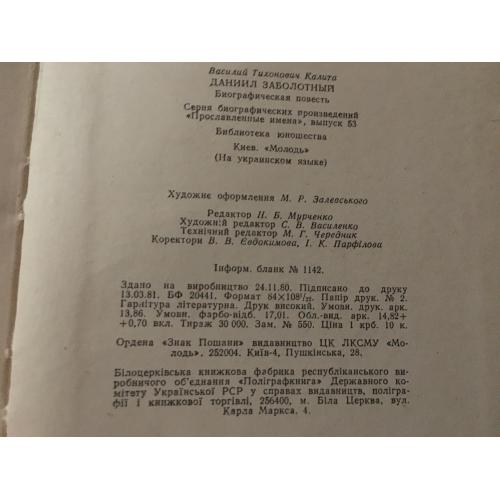 Василий Тихонович Калита
ДАНИИЛ ЗАБОЛОТНЫЙ
Биографическая повесть
Серия биографических произведений
«Прославленные имена», выпуск 53
Библиотека юношества
Киев. «Молодь»
(На украинском языке)
Художнє оформлення М. Р. Залевського
Редактор Н. Б. Мурченко
Художній редактор С. В. Василенко
Технічний редактор М. Г. Чередник
Коректори В. В. Євдокимова, І. К. Парфілова
Інформ. бланк № 1142.
Здано на виробництво 24.11.80. Підписано до друку
13.03.81. БФ 20441. Формат 84×108¹/₃₂. Папір друк. № 2.
Гарнітура літературна. Друк високий. Умовн. друк. арк.
13,86. Умовн. фарбо-відб. 17,01. Обл.-вид. арк. 14,82+
+0,70 вкл. Тираж 30 000. Зам. № 550. Ціна 1 крб. 10 к.
Ордена «Знак Пошани» видавництво ЦК ЛКСМУ «Мо-
лодь». 252004. Київ-4, Пушкінська, 28.
Білоцерківська книжкова фабрика республіканського ви-
робничого об'єднання «Поліграфкнига» Державного ко-
мітету Української РСР у справах видавництв, полігра-
фії і книжкової торгівлі, 256400, м. Біла Церква, вул.
Карла Маркса, 4.